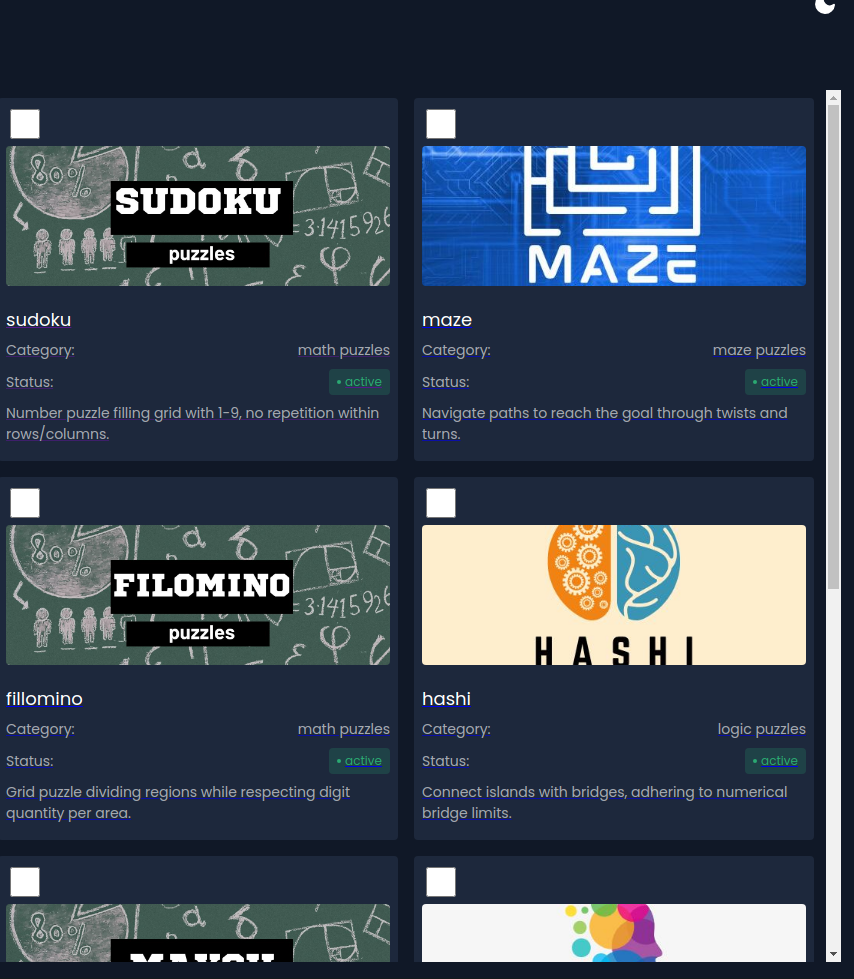 80%
SUDOKU
=3·1415926
puzzles
φ
sudoku
Category: math puzzles
Status: • active
Number puzzle filling grid with 1-9, no repetition within
rows/columns.
MAZE
maze
Category: maze puzzles
Status: • active
Navigate paths to reach the goal through twists and
turns.
80%
FILOMINO
=3·1415926
puzzles
φ
fillomino
Category: math puzzles
Status: • active
Grid puzzle dividing regions while respecting digit
quantity per area.
HASHI
hashi
Category: logic puzzles
Status: • active
Connect islands with bridges, adhering to numerical
bridge limits.
80%